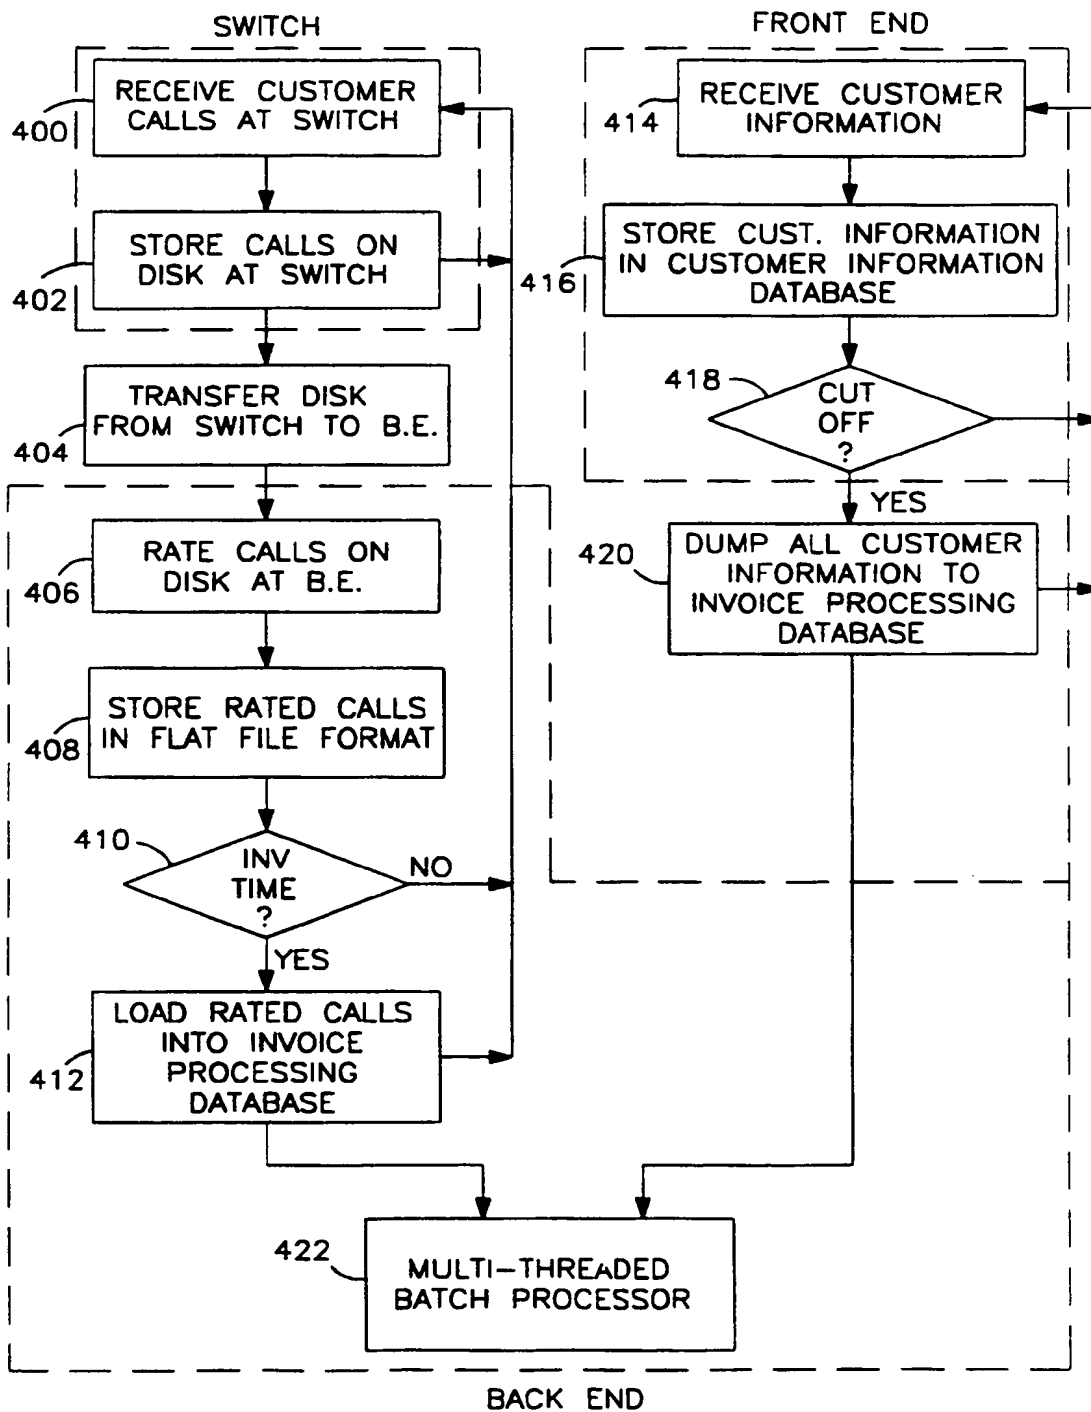 SWITCH
RECEIVE CUSTOMER
CALLS AT SWITCH
400
STORE CALLS ON
DISK AT SWITCH
402
TRANSFER DISK
FROM SWITCH TO B.E.
404
RATE CALLS ON
DISK AT B.E.
406
STORE RATED CALLS
IN FLAT FILE FORMAT
408
410
INV
TIME
?
NO
YES
LOAD RATED CALLS
INTO INVOICE
PROCESSING
DATABASE
412
FRONT END
RECEIVE CUSTOMER
INFORMATION
414
STORE CUST. INFORMATION
IN CUSTOMER INFORMATION
DATABASE
416
418
CUT
OFF
?
YES
420
DUMP ALL CUSTOMER
INFORMATION TO
INVOICE PROCESSING
DATABASE
422
MULTI-THREADED
BATCH PROCESSOR
BACK END